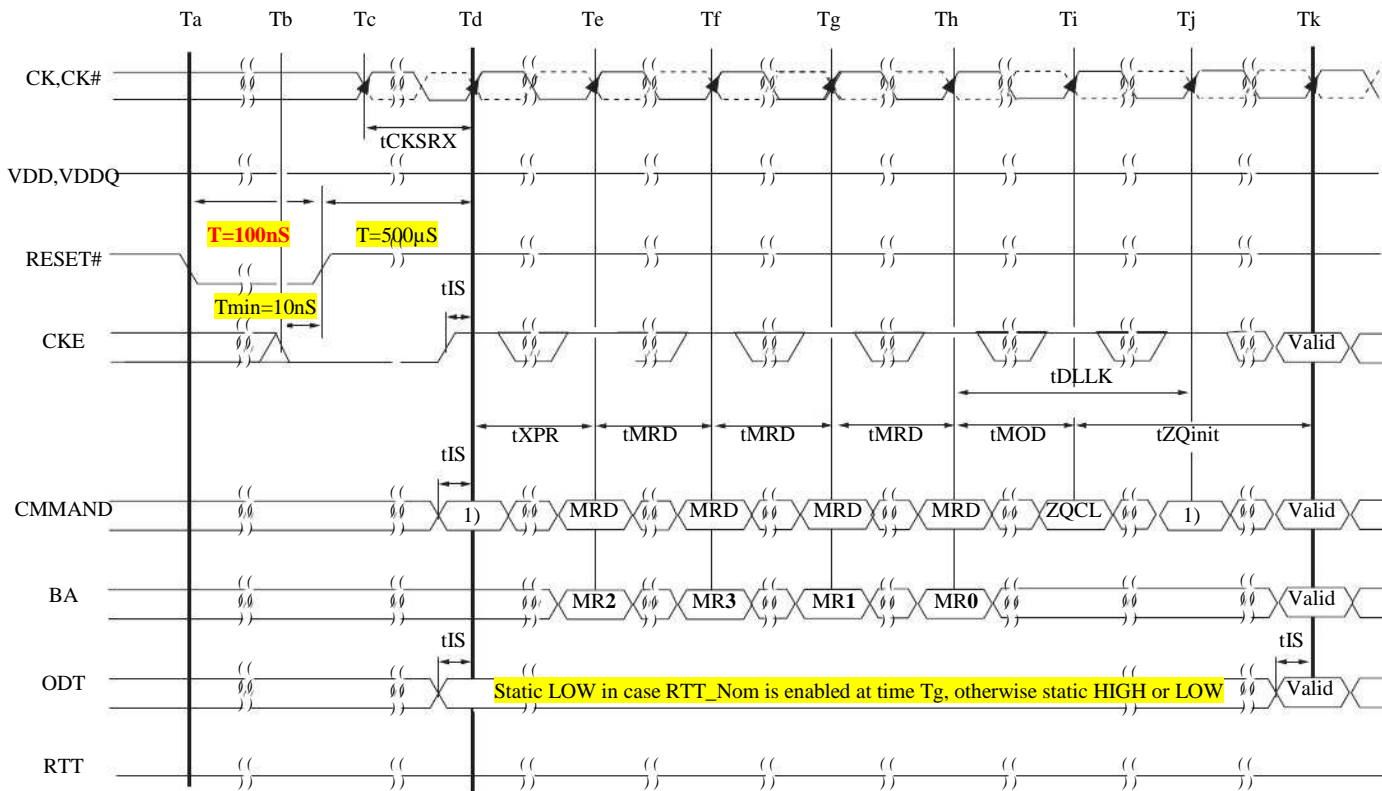 Ta Tb Tc Td Te Tf Tg Th Ti Tj Tk
CK,CK#
tCKSRX
VDD,VDDQ
T=100nS T=500µS
RESET#
Tmin=10nS tIS
CKE Valid
tDLLK
tXPR tMRD tMRD tMRD tMOD tZQinit
tIS
CMMAND 1) MRD MRD MRD MRD ZQCL 1) Valid
BA MR2 MR3 MR1 MR0 Valid
tIS tIS
ODT Static LOW in case RTT_Nom is enabled at time Tg, otherwise static HIGH or LOW Valid
RTT